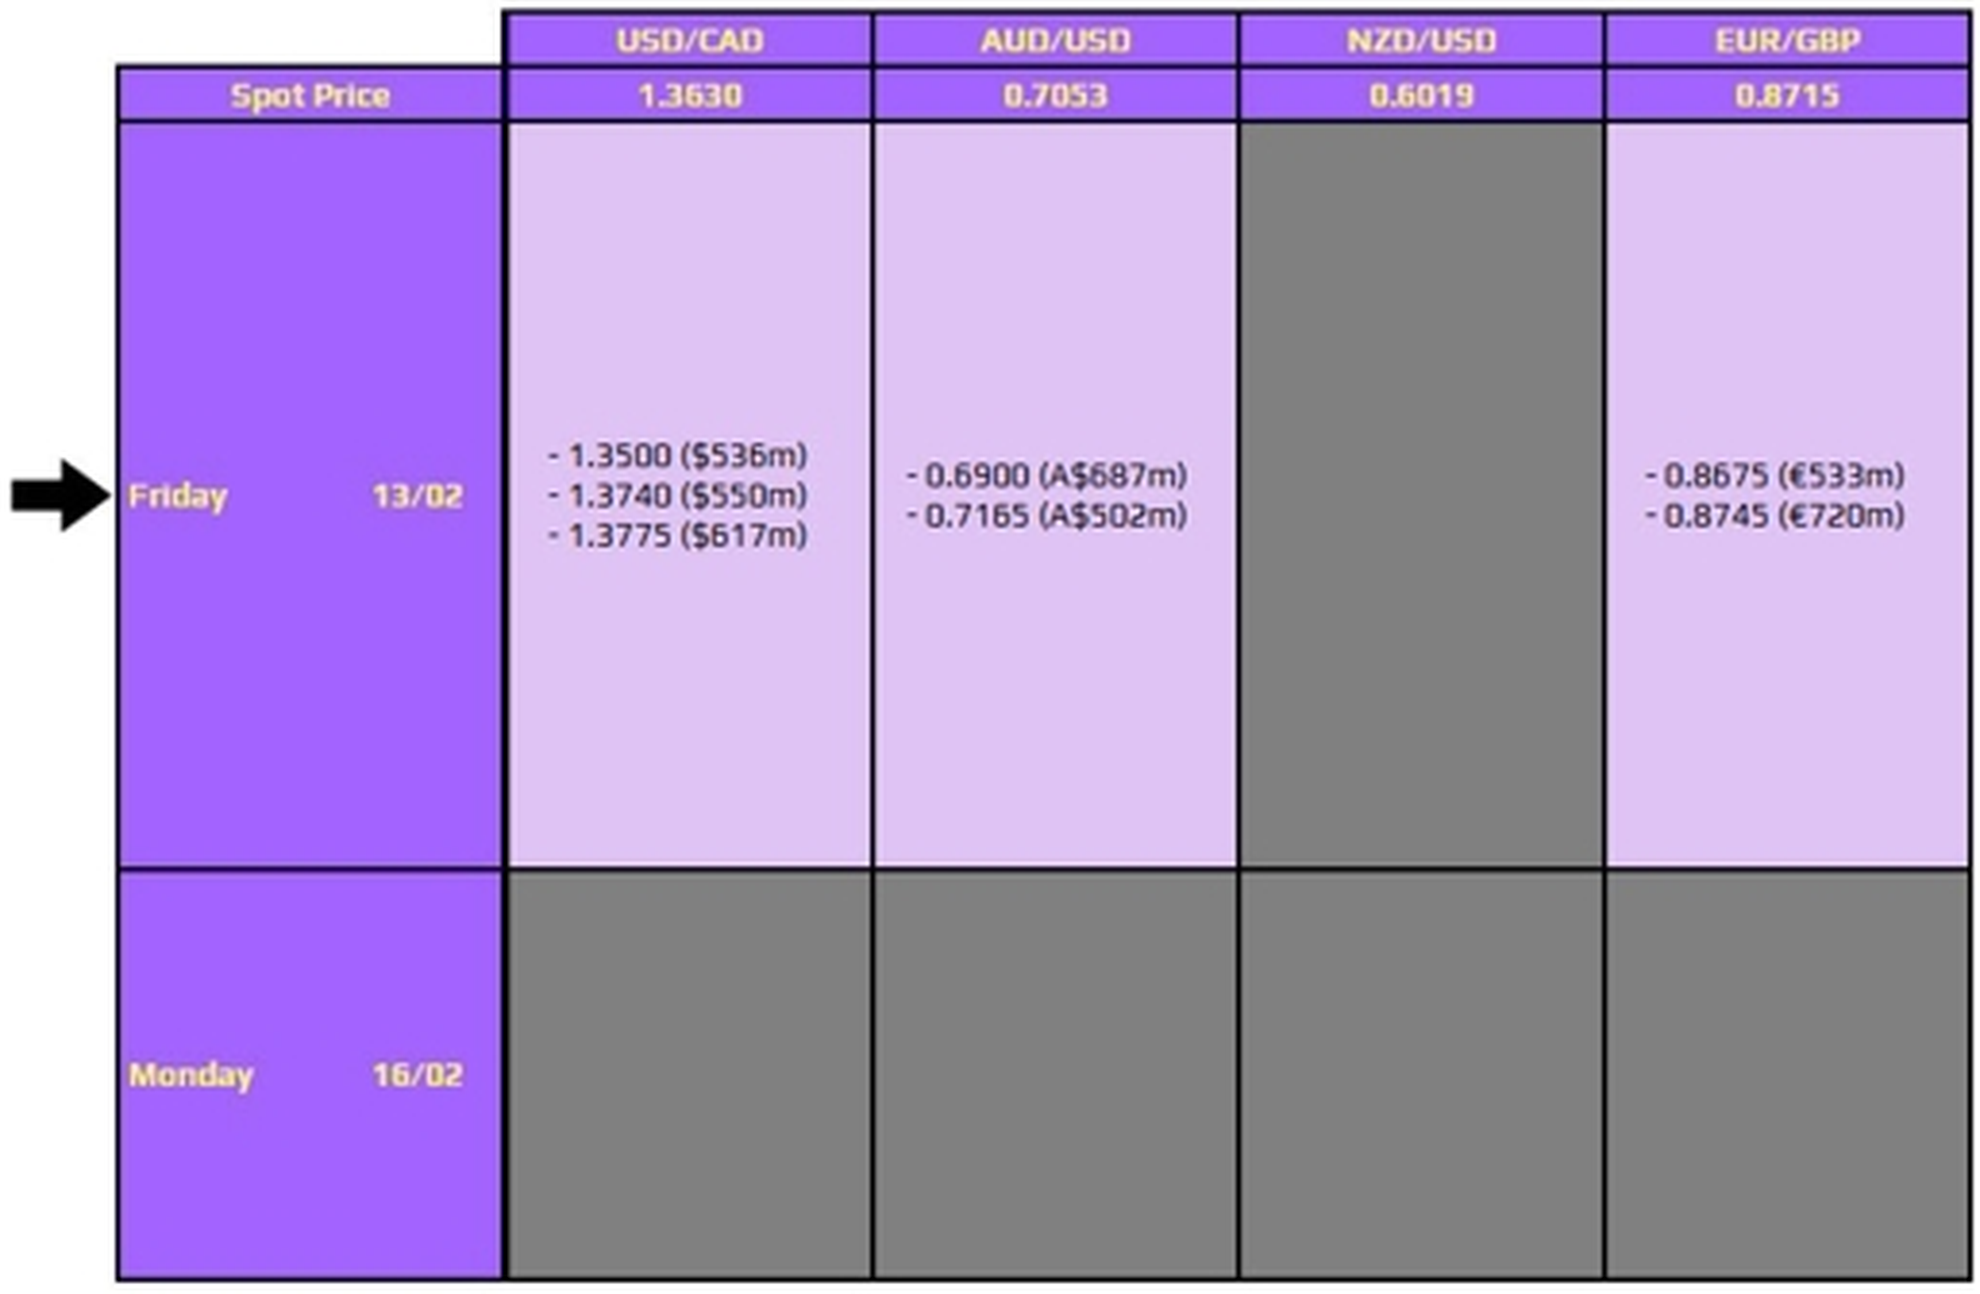 USD/CAD AUD/USD NZD/USD EUR/GBP
Spot Price 1.3630 0.7053 0.6019 0.8715
Friday 13/02
- 1.3500 ($536m)
- 1.3740 ($550m)
- 1.3775 ($617m)
- 0.6900 (A$687m)
- 0.7165 (A$502m)
- 0.8675 (€533m)
- 0.8745 (€720m)
Monday 16/02